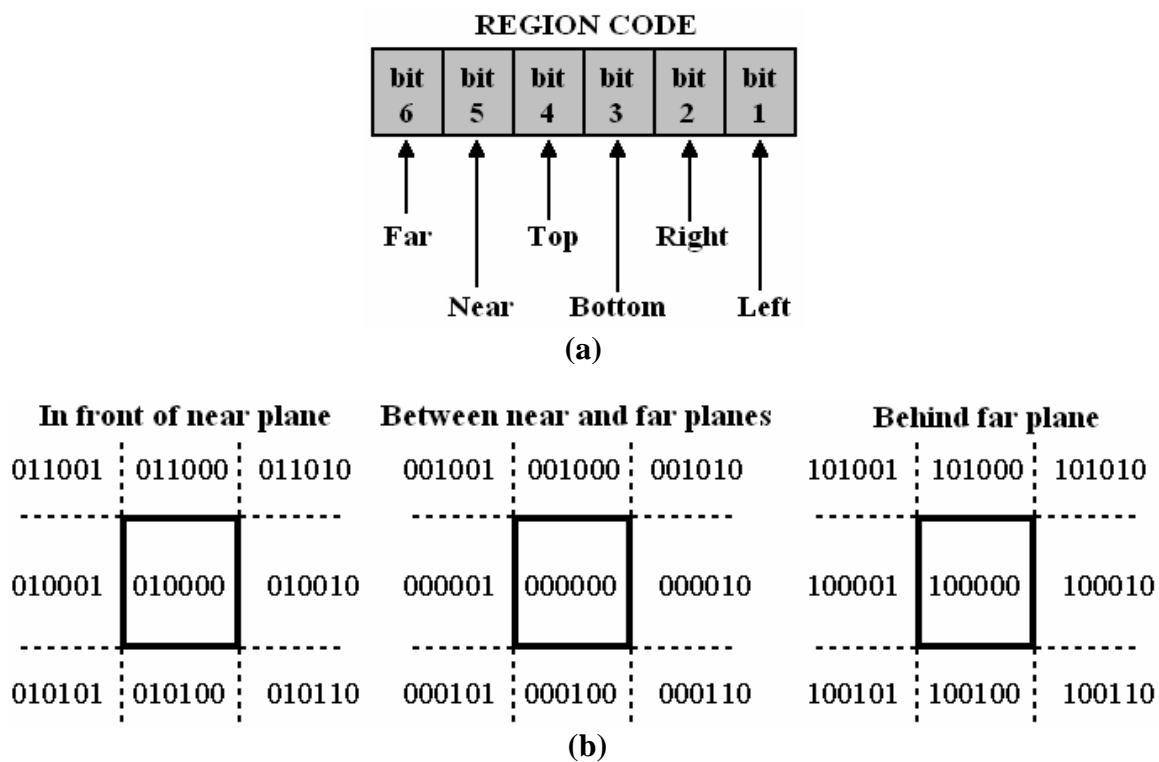 REGION CODE
bit bit bit bit bit bit
6 5 4 3 2 1
Far Top Right
Near Bottom Left
(a)
In front of near plane Between near and far planes Behind far plane
011001 011000 011010 001001 001000 001010 101001 101000 101010
010001 010000 010010 000001 000000 000010 100001 100000 100010
010101 010100 010110 000101 000100 000110 100101 100100 100110
(b)